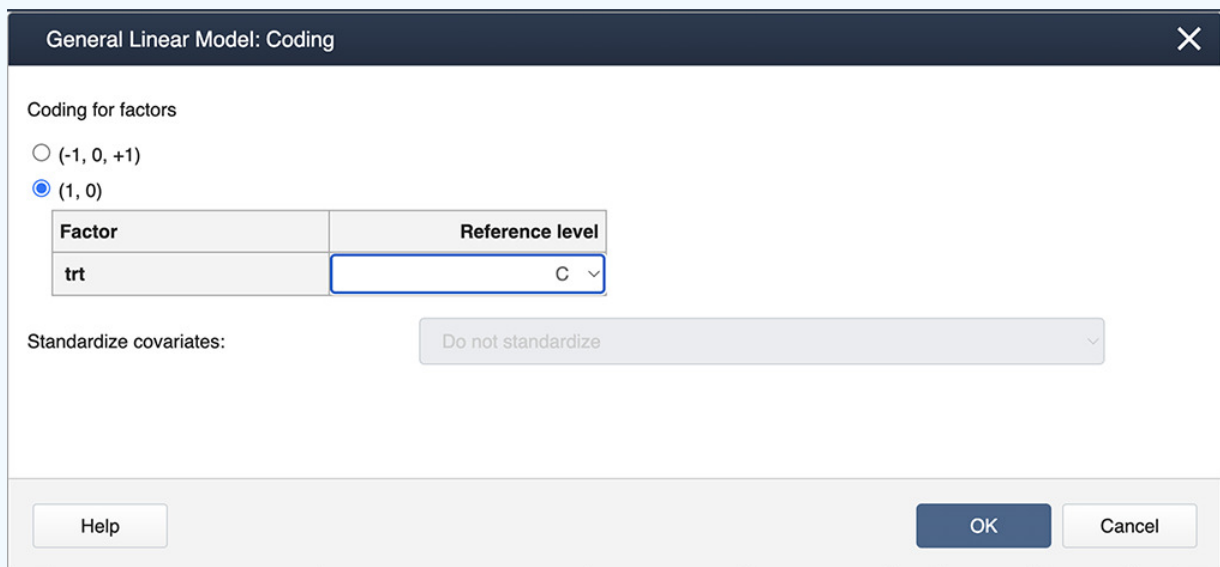 General Linear Model: Coding
Coding for factors
(-1, 0, +1)
(1, 0)
Factor Reference level
trt C
Standardize covariates: Do not standardize
Help OK Cancel